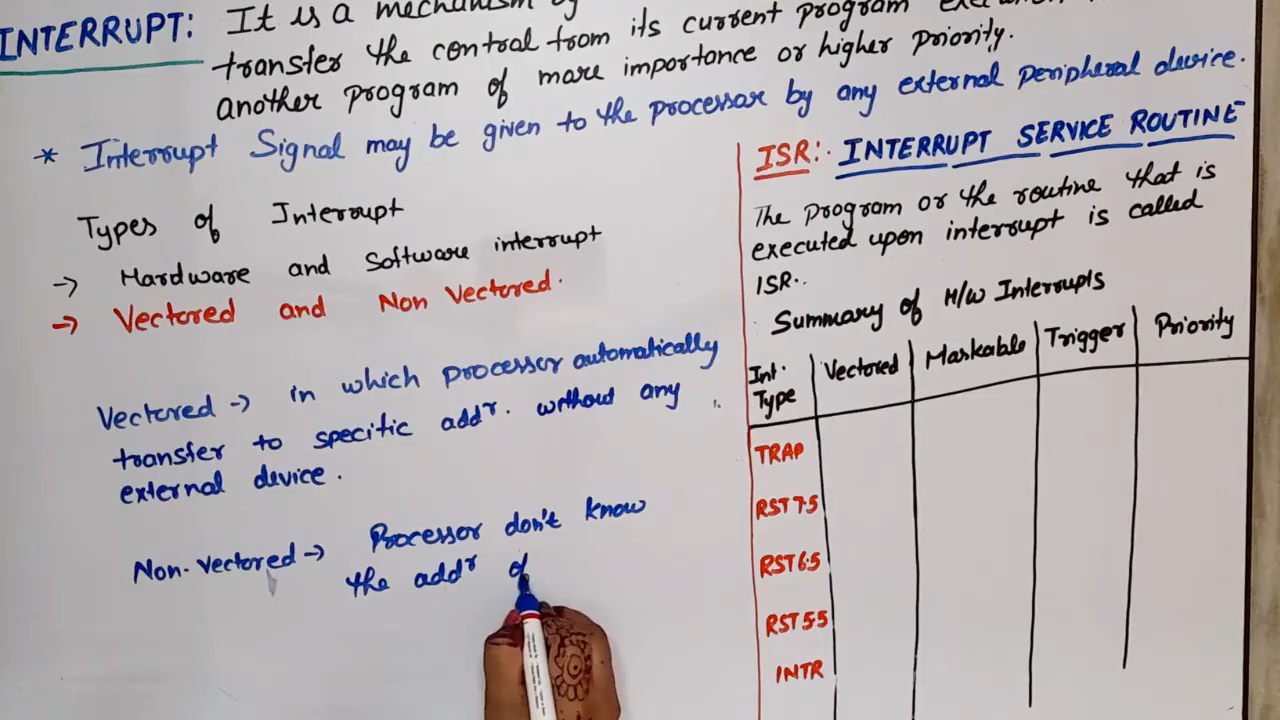 INTERRUPT: It is a mechanism by
transfer the control from its current program
another program of more importance or higher priority.
* Interrupt Signal may be given to the processor by any external peripheral device.
Types of Interrupt
→ Hardware and Software interrupt
→ Vectored and Non Vectored.
Vectored → in which processor automatically
transfer to specific addr. without any
external device.
Non-Vectored → Processor don't know
the addr of
ISR:- INTERRUPT SERVICE ROUTINE
The program or the routine that is
executed upon interrupt is called
ISR.
Summary of H/W Interrupts
Int. Type Vectored Maskable Trigger Priority
TRAP
RST 7.5
RST 6.5
RST 5.5
INTR